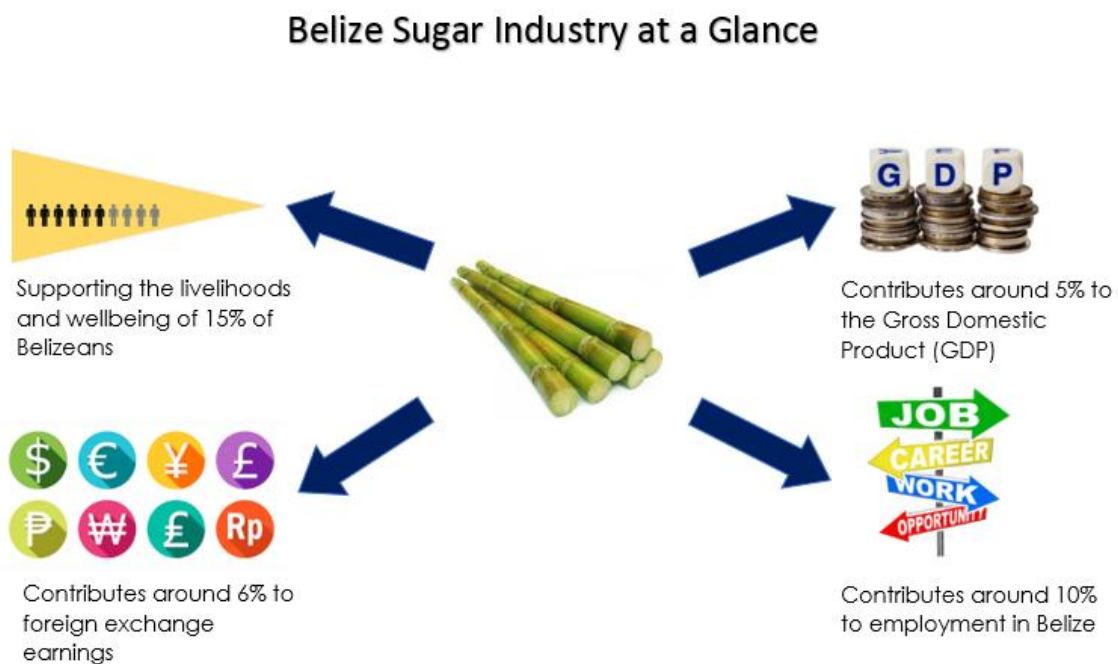 Belize Sugar Industry at a Glance
Supporting the livelihoods
and wellbeing of 15% of
Belizeans
G D P
Contributes around 5% to
the Gross Domestic
Product (GDP)
$ € ¥ £
₱ ₩ £ Rp
Contributes around 6% to
foreign exchange
earnings
JOB
CAREER
WORK
OPPORTUNITY
Contributes around 10%
to employment in Belize